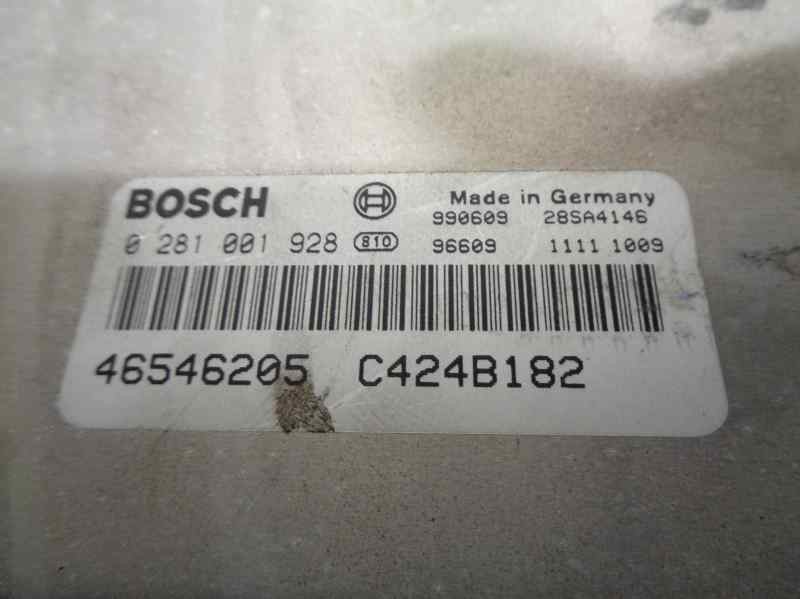 BOSCH Made in Germany
990609 28SA4146
0 281 001 928 810 96609 1111 1009
46546205 C424B182